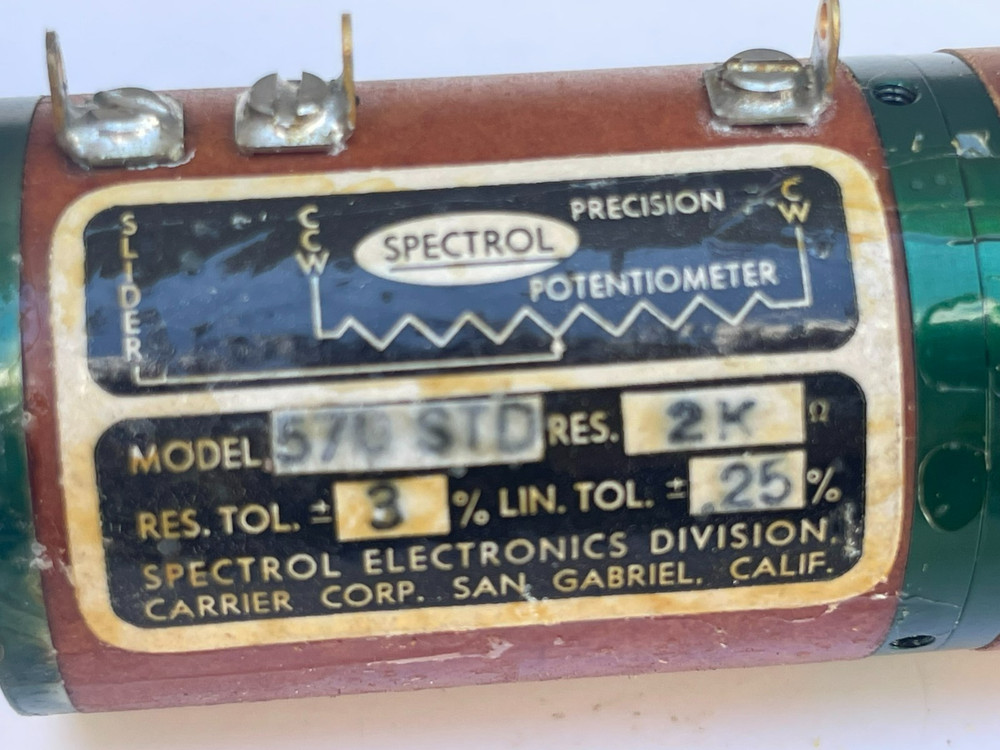 SLIDER
CCW
SPECTROL
PRECISION
CW
POTENTIOMETER
MODEL. STD RES. 2K Ω
RES. TOL. ± 3 % LIN. TOL. ± .25 %
SPECTROL ELECTRONICS DIVISION.
CARRIER CORP. SAN GABRIEL, CALIF.